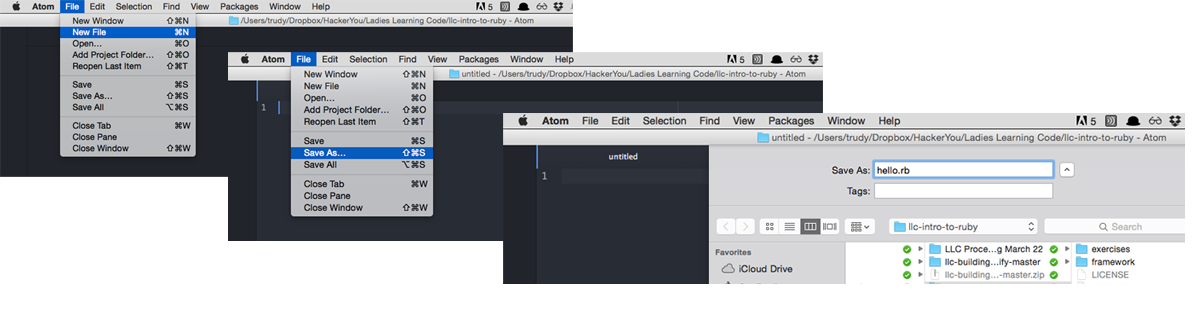 Atom File Edit Selection Find View Packages Window Help 5
/Users/trudy/Dropbox/HackerYou/Ladies Learning Code/llc-intro-to-ruby - Atom
New Window ⇧⌘N
New File ⌘N
Open... ⌘O
Add Project Folder... ⇧⌘O
Reopen Last Item ⇧⌘T
Save ⌘S
Save As... ⇧⌘S
Save All ⌥⌘S
Close Tab ⌘W
Close Pane
Close Window ⇧⌘W
Atom File Edit Selection Find View Packages Window Help 5
untitled - /Users/trudy/Dropbox/HackerYou/Ladies Learning Code/llc-intro-to-ruby - Atom
1
New Window ⇧⌘N
New File ⌘N
Open... ⌘O
Add Project Folder... ⇧⌘O
Reopen Last Item ⇧⌘T
Save ⌘S
Save As... ⇧⌘S
Save All ⌥⌘S
Close Tab ⌘W
Close Pane
Close Window ⇧⌘W
Atom File Edit Selection Find View Packages Window Help 5
untitled - /Users/trudy/Dropbox/HackerYou/Ladies Learning Code/llc-intro-to-ruby - Atom
untitled
1
Save As: hello.rb
Tags:
llc-intro-to-ruby Search
Favorites
iCloud Drive
LLC Proce...g March 22 exercises
llc-building...ify-master framework
llc-building...-master.zip LICENSE